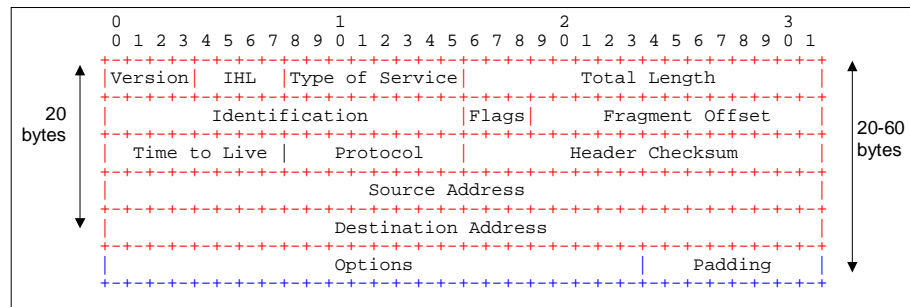 0 1 2 3
0 1 2 3 4 5 6 7 8 9 0 1 2 3 4 5 6 7 8 9 0 1 2 3 4 5 6 7 8 9 0 1
+-+-+-+-+-+-+-+-+-+-+-+-+-+-+-+-+-+-+-+-+-+-+-+-+-+-+-+-+-+-+-+-+
|Version| IHL |Type of Service| Total Length |
+-+-+-+-+-+-+-+-+-+-+-+-+-+-+-+-+-+-+-+-+-+-+-+-+-+-+-+-+-+-+-+-+
| Identification |Flags| Fragment Offset |
+-+-+-+-+-+-+-+-+-+-+-+-+-+-+-+-+-+-+-+-+-+-+-+-+-+-+-+-+-+-+-+-+
| Time to Live | Protocol | Header Checksum |
+-+-+-+-+-+-+-+-+-+-+-+-+-+-+-+-+-+-+-+-+-+-+-+-+-+-+-+-+-+-+-+-+
| Source Address |
+-+-+-+-+-+-+-+-+-+-+-+-+-+-+-+-+-+-+-+-+-+-+-+-+-+-+-+-+-+-+-+-+
| Destination Address |
+-+-+-+-+-+-+-+-+-+-+-+-+-+-+-+-+-+-+-+-+-+-+-+-+-+-+-+-+-+-+-+-+
| Options | Padding |
+-+-+-+-+-+-+-+-+-+-+-+-+-+-+-+-+-+-+-+-+-+-+-+-+-+-+-+-+-+-+-+-+
20
bytes
20-60
bytes